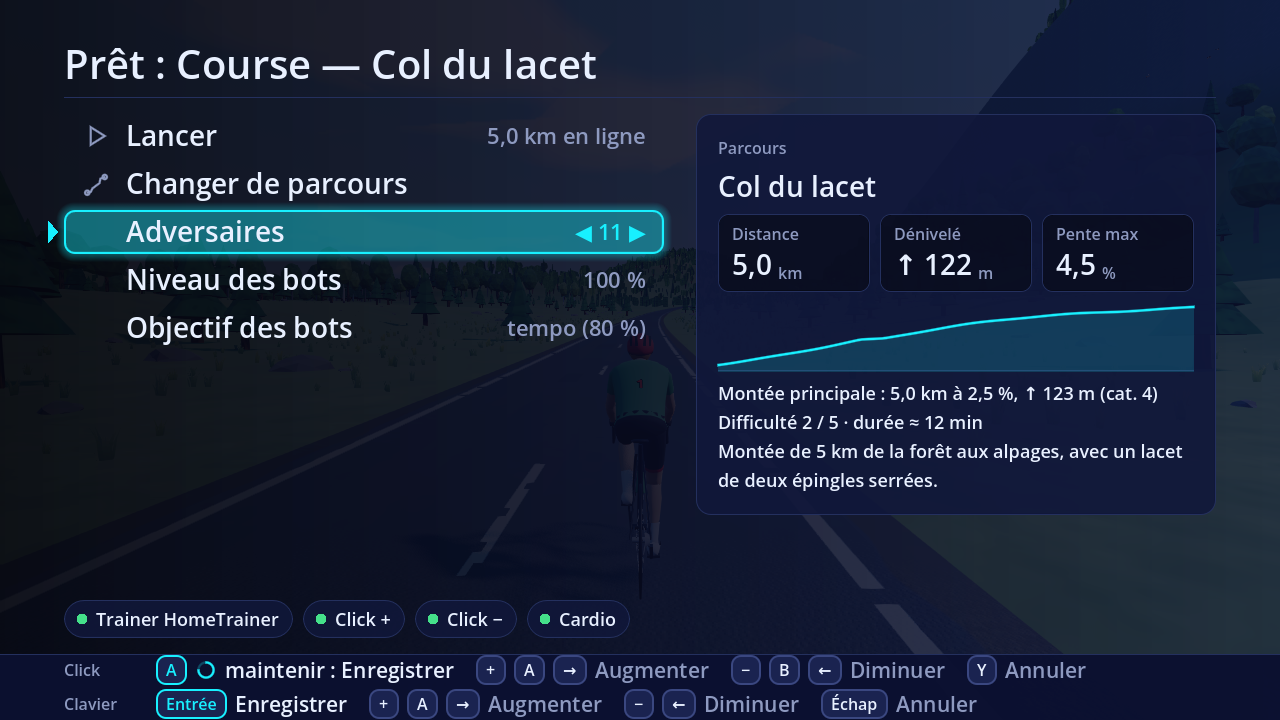 Prêt : Course — Col du lacet
Lancer 5,0 km en ligne
Changer de parcours
Adversaires ◀ 11 ▶
Niveau des bots 100 %
Objectif des bots tempo (80 %)
Parcours
Col du lacet
Distance Dénivelé Pente max
5,0 km ↑ 122 m 4,5 %
Montée principale : 5,0 km à 2,5 %, ↑ 123 m (cat. 4)
Difficulté 2 / 5 · durée ≈ 12 min
Montée de 5 km de la forêt aux alpages, avec un lacet
de deux épingles serrées.
Trainer HomeTrainer Click + Click − Cardio
Click A maintenir : Enregistrer + A → Augmenter − B ← Diminuer Y Annuler
Clavier Entrée Enregistrer + A → Augmenter − ← Diminuer Échap Annuler